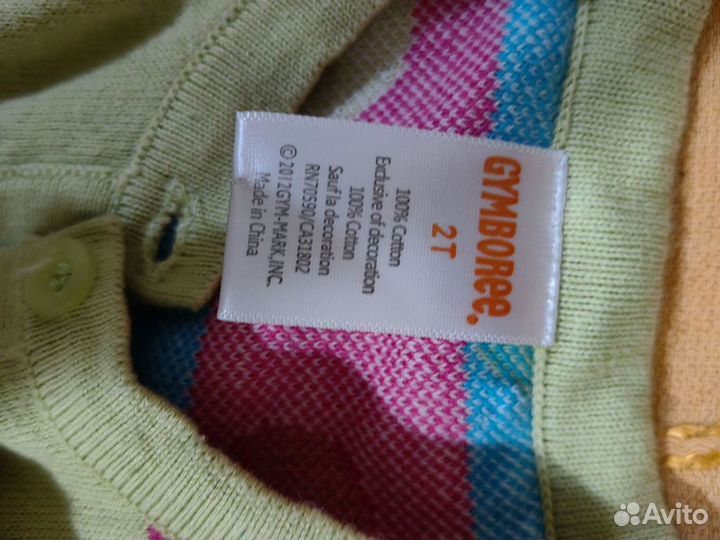 GYMBORee.
2T
100% Cotton
Exclusive of decoration
100% Cotton
Sauf la decoration
RN70590/CA31802
©2012GYM-MARK,INC.
Made in China
Avito